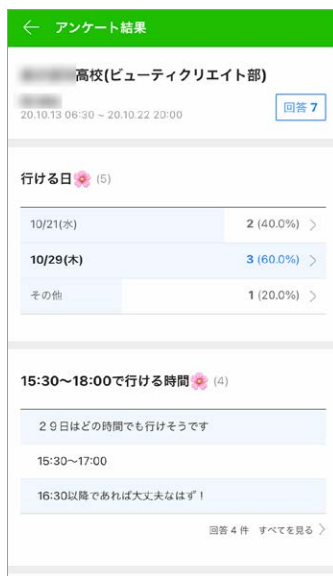 ← アンケート結果
高校(ビューティクリエイト部)
20.10.13 06:30 ~ 20.10.22 20:00
回答 7
行ける日🌸 (5)
10/21(水) 2 (40.0%) >
10/29(木) 3 (60.0%) >
その他 1 (20.0%) >
15:30〜18:00で行ける時間🌸 (4)
29日はどの時間でも行けそうです
15:30〜17:00
16:30以降であれば大丈夫なはず！
回答 4 件 すべてを見る >